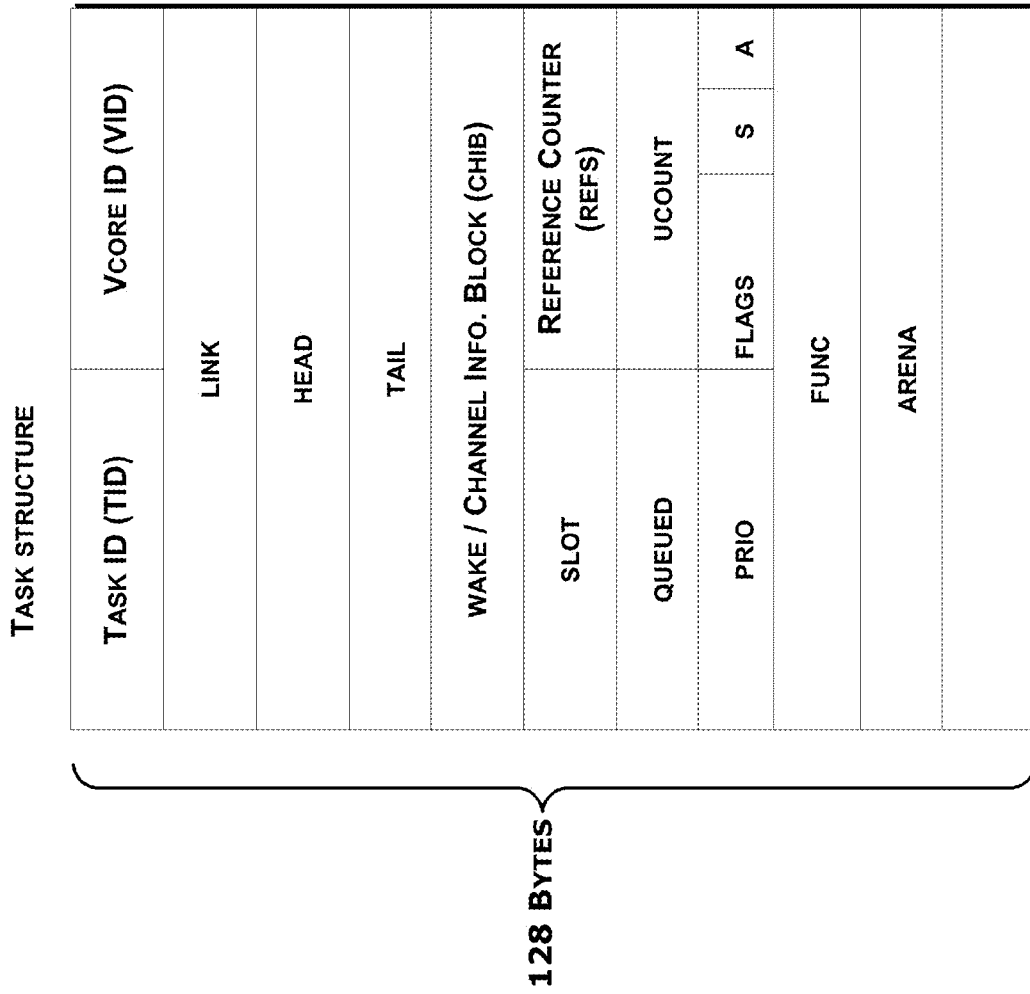 TASK STRUCTURE
TASK ID (TID)
VCORE ID (VID)
LINK
HEAD
TAIL
WAKE / CHANNEL INFO. BLOCK (CHIB)
SLOT
REFERENCE COUNTER
(REFS)
QUEUED
UCOUNT
PRIO
FLAGS
S
A
FUNC
ARENA
128 BYTES